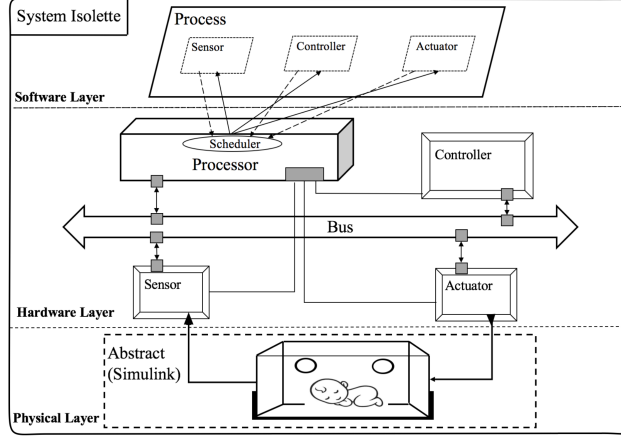 System Isolette
Process
Sensor
Controller
Actuator
Software Layer
Scheduler
Processor
Controller
Bus
Sensor
Actuator
Hardware Layer
Abstract
(Simulink)
Physical Layer